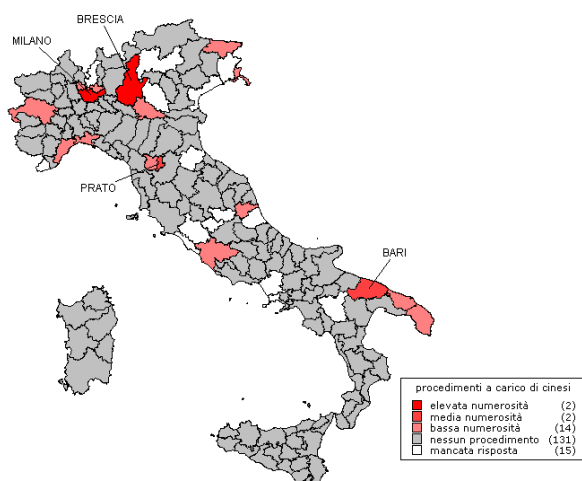 BRESCIA
MILANO
PRATO
BARI
procedimenti a carico di cinesi
elevata numerosità (2)
media numerosità (2)
bassa numerosità (14)
nessun procedimento (131)
mancata risposta (15)